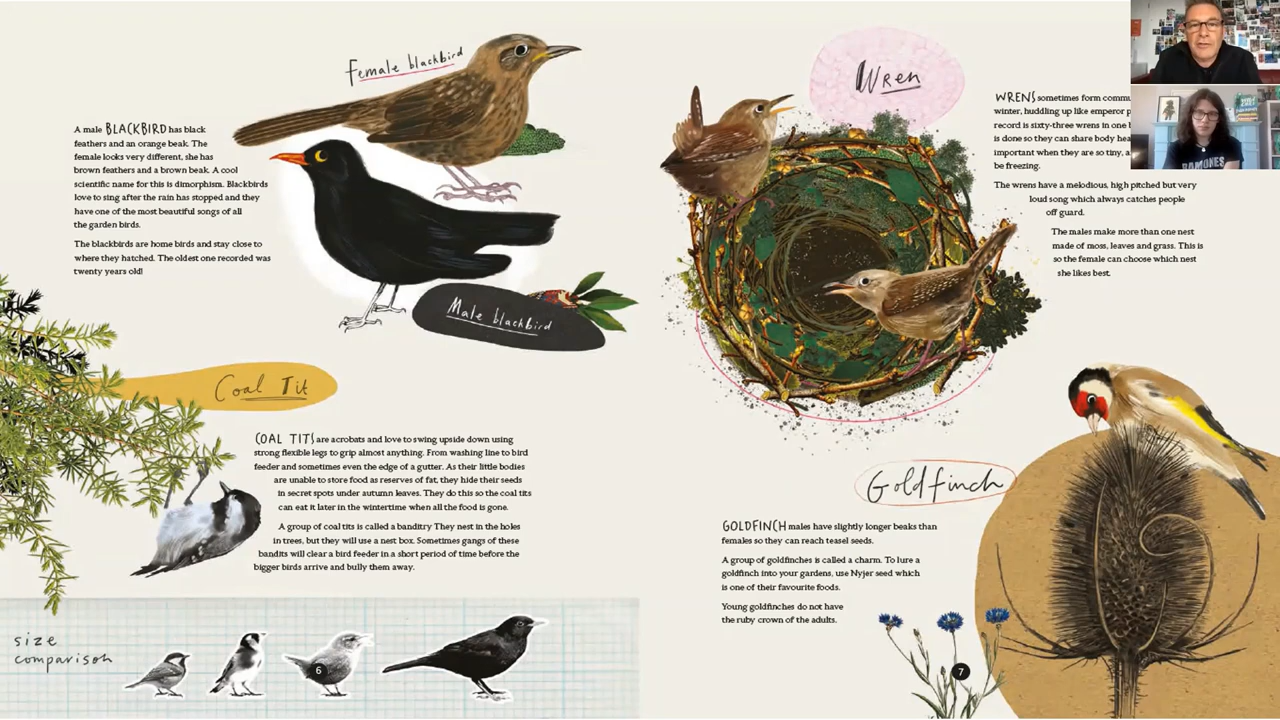 Female blackbird
A male BLACKBIRD has black
feathers and an orange beak. The
female looks very different, she has
brown feathers and a brown beak. A cool
scientific name for this is dimorphism. Blackbirds
love to sing after the rain has stopped and they
have one of the most beautiful songs of all
the garden birds.
The blackbirds are home birds and stay close to
where they hatched. The oldest one recorded was
twenty years old!
Male blackbird
Coal Tit
COAL TITS are acrobats and love to swing upside down using
strong flexible legs to grip almost anything. From washing line to bird
feeder and sometimes even the edge of a gutter. As their little bodies
are unable to store food as reserves of fat, they hide their seeds
in secret spots under autumn leaves. They do this so the coal tits
can eat it later in the wintertime when all the food is gone.
A group of coal tits is called a banditry They nest in the holes
in trees, but they will use a nest box. Sometimes gangs of these
bandits will clear a bird feeder in a short period of time before the
bigger birds arrive and bully them away.
size
comparison
6
Wren
WRENS sometimes form
winter, huddling up like emperor
record is sixty-three wrens in one
is done so they can share body
important when they are so tiny,
be freezing.
The wrens have a melodious, high pitched but very
loud song which always catches people
off guard.
The males make more than one nest
made of moss, leaves and grass. This is
so the female can choose which nest
she likes best.
Goldfinch
GOLDFINCH males have slightly longer beaks than
females so they can reach teasel seeds.
A group of goldfinches is called a charm. To lure a
goldfinch into your gardens, use Nyjer seed which
is one of their favourite foods.
Young goldfinches do not have
the ruby crown of the adults.
7
RAMONES